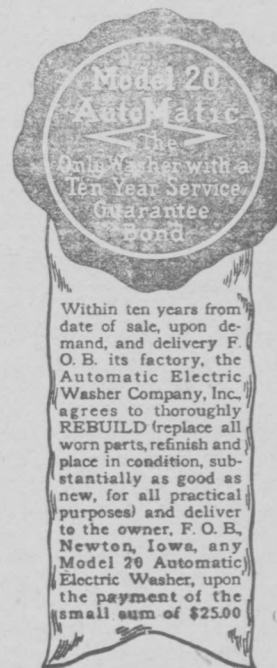 Model 20
AutoMatic
The
Only Washer with a
Ten Year Service
Guarantee
Bond
Within ten years from
date of sale, upon de-
mand, and delivery F.
O. B. its factory, the
Automatic Electric
Washer Company, Inc.,
agrees to thoroughly
REBUILD (replace all
worn parts, refinish and
place in condition, sub-
stantially as good as
new, for all practical
purposes) and deliver
to the owner, F. O. B.,
Newton, Iowa, any
Model 20 Automatic
Electric Washer, upon
the payment of the
small sum of $25.00